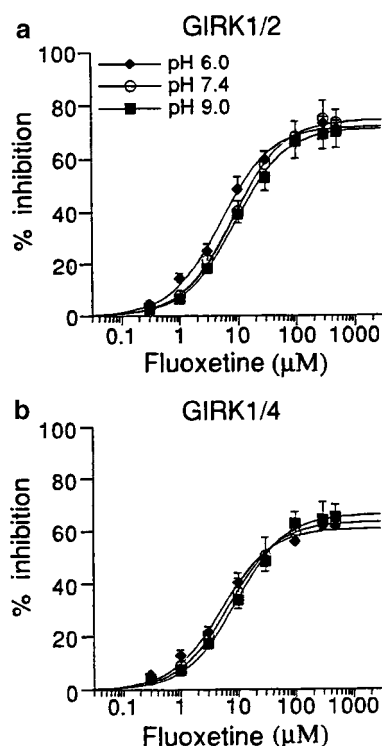 a
GIRK1/2
pH 6.0
pH 7.4
pH 9.0
% inhibition
100
80
60
40
20
0
0.1 1 10 100 1000
Fluoxetine (μM)
b
GIRK1/4
% inhibition
100
80
60
40
20
0
0.1 1 10 100 1000
Fluoxetine (μM)